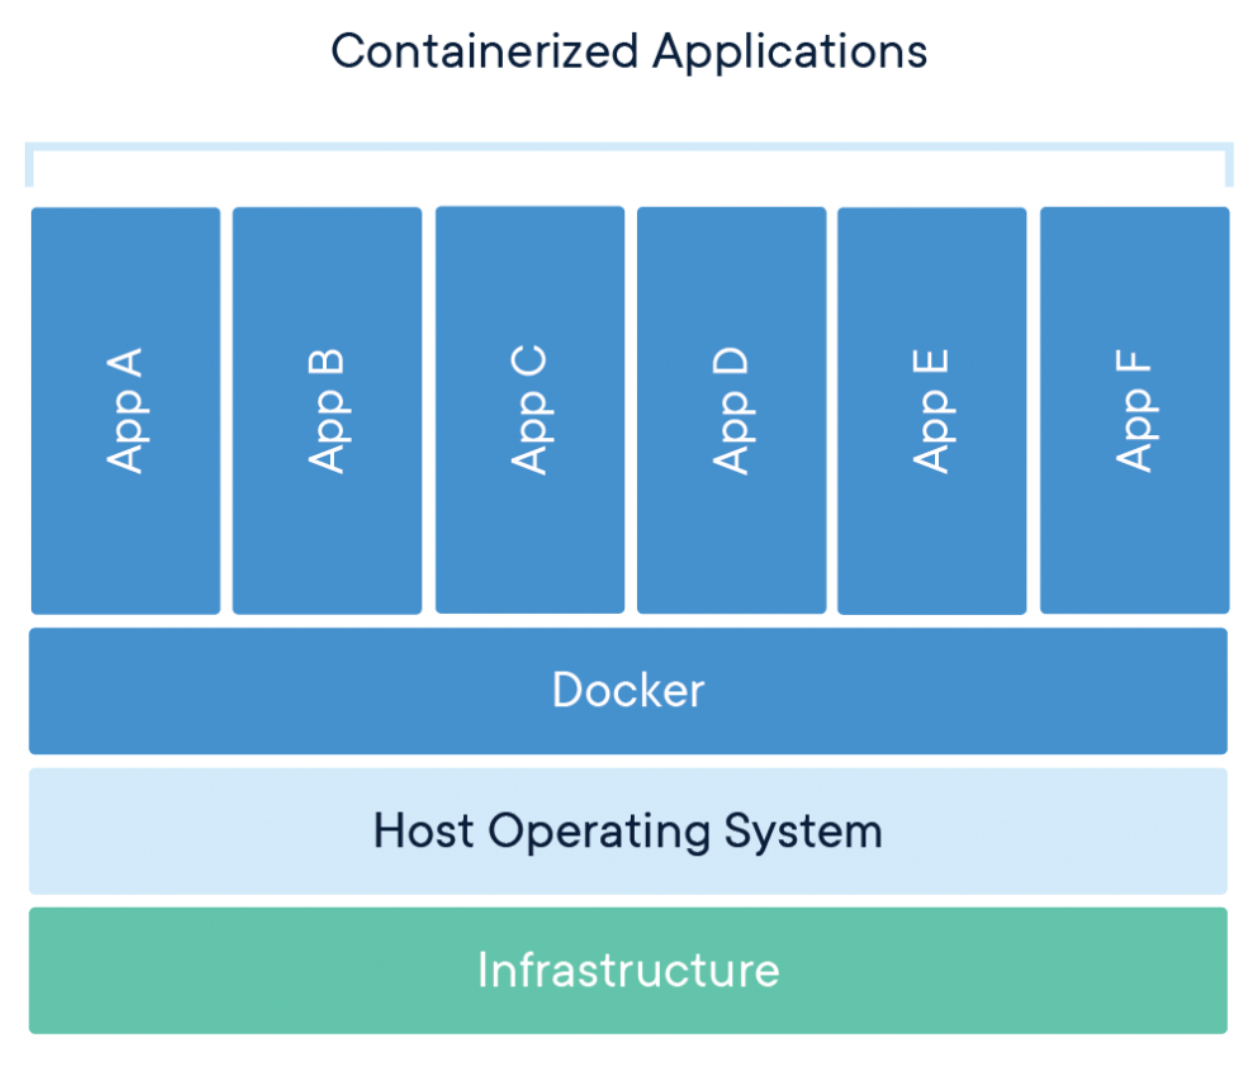 Containerized Applications
App A
App B
App C
App D
App E
App F
Docker
Host Operating System
Infrastructure